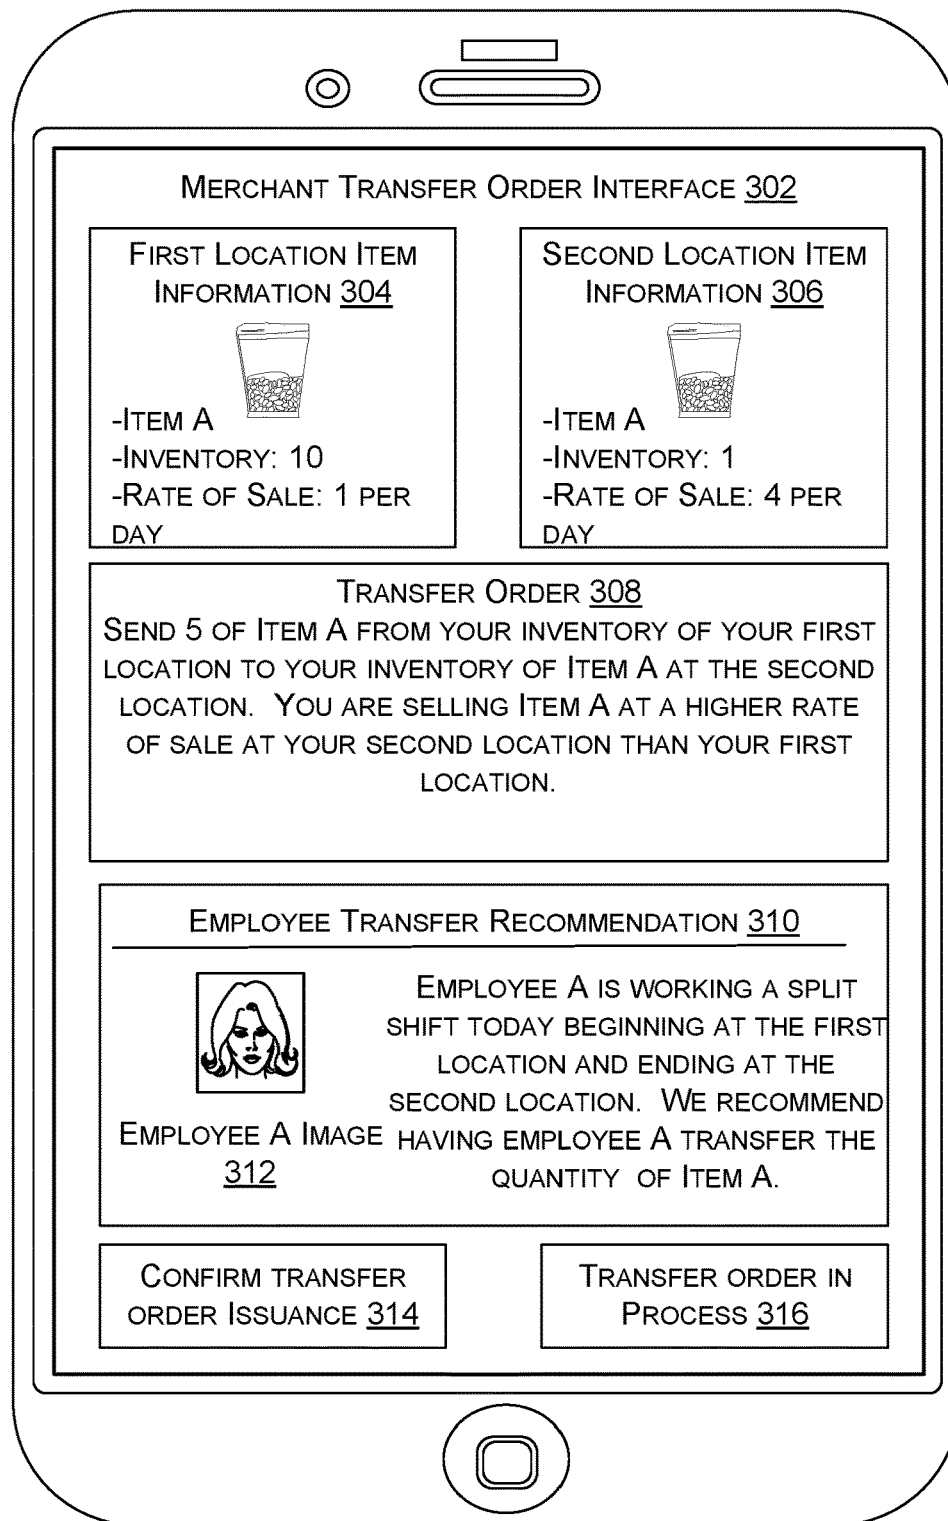 MERCHANT TRANSFER ORDER INTERFACE 302
FIRST LOCATION ITEM
INFORMATION 304
-ITEM A
-INVENTORY: 10
-RATE OF SALE: 1 PER
DAY
SECOND LOCATION ITEM
INFORMATION 306
-ITEM A
-INVENTORY: 1
-RATE OF SALE: 4 PER
DAY
TRANSFER ORDER 308
SEND 5 OF ITEM A FROM YOUR INVENTORY OF YOUR FIRST
LOCATION TO YOUR INVENTORY OF ITEM A AT THE SECOND
LOCATION. YOU ARE SELLING ITEM A AT A HIGHER RATE
OF SALE AT YOUR SECOND LOCATION THAN YOUR FIRST
LOCATION.
EMPLOYEE TRANSFER RECOMMENDATION 310
EMPLOYEE A IMAGE
312
EMPLOYEE A IS WORKING A SPLIT
SHIFT TODAY BEGINNING AT THE FIRST
LOCATION AND ENDING AT THE
SECOND LOCATION. WE RECOMMEND
HAVING EMPLOYEE A TRANSFER THE
QUANTITY OF ITEM A.
CONFIRM TRANSFER
ORDER ISSUANCE 314
TRANSFER ORDER IN
PROCESS 316